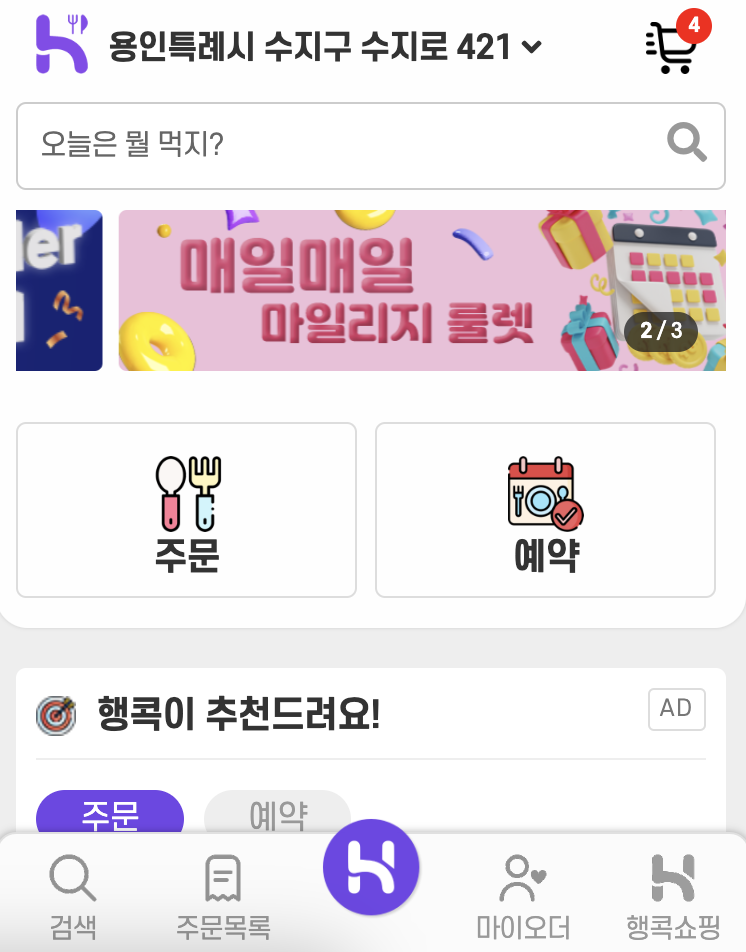 용인특례시 수지구 수지로 421
4
오늘은 뭘 먹지?
매일매일
마일리지 룰렛
2 / 3
주문
예약
행콕이 추천드려요!
AD
주문
예약
검색
주문목록
마이오더
행콕쇼핑